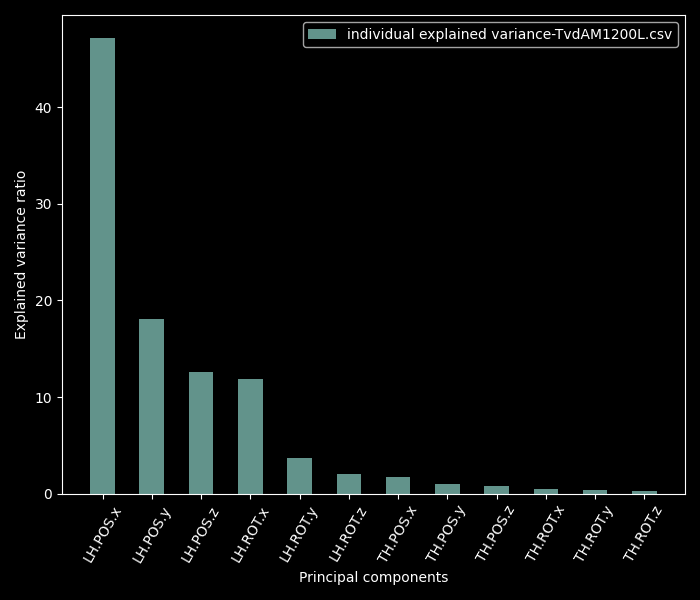 individual explained variance-TvdAM1200L.csv
Explained variance ratio
40
30
20
10
0
LH.POS.x
LH.POS.y
LH.POS.z
LH.ROT.x
LH.ROT.y
LH.ROT.z
TH.POS.x
TH.POS.y
TH.POS.z
TH.ROT.x
TH.ROT.y
TH.ROT.z
Principal components